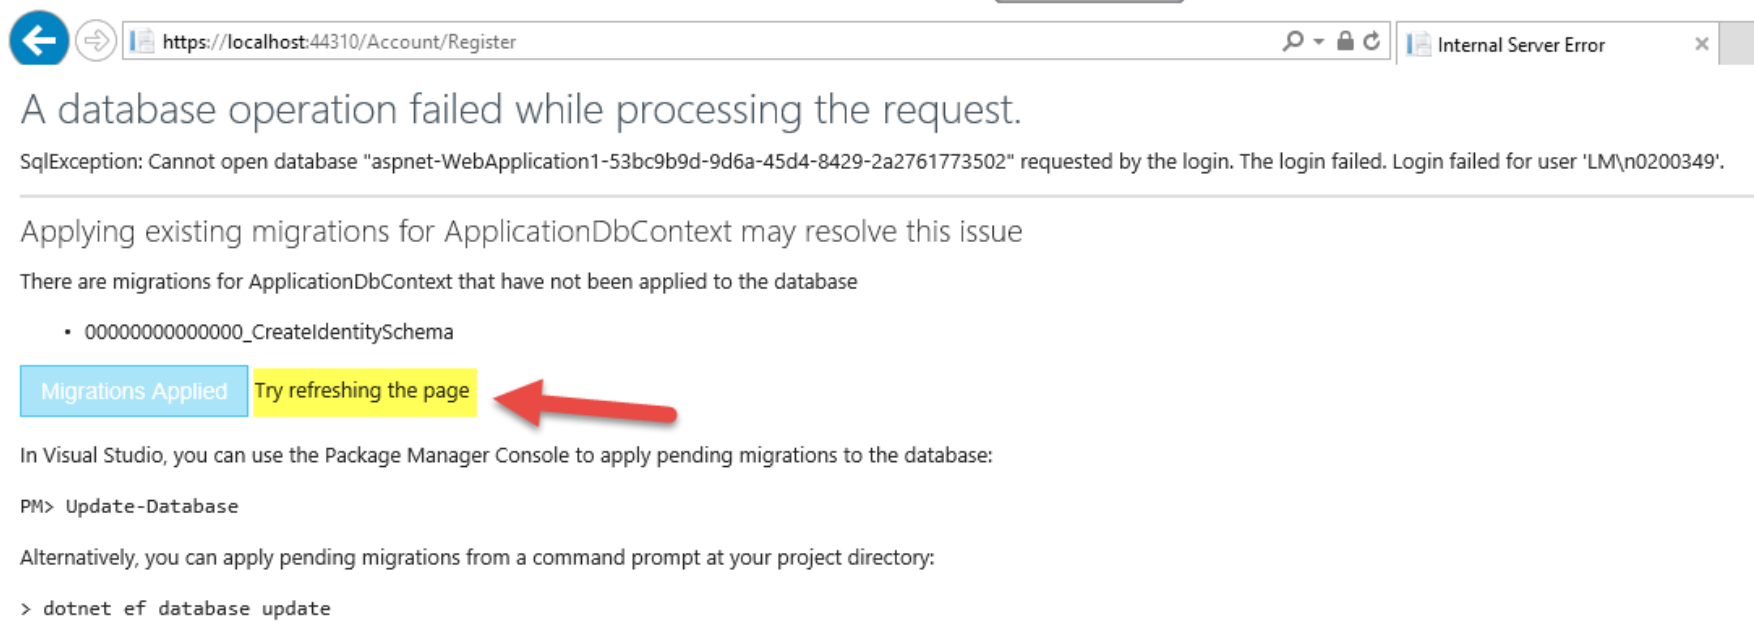 https://localhost:44310/Account/Register
Internal Server Error
A database operation failed while processing the request.
SqlException: Cannot open database "aspnet-WebApplication1-53bc9b9d-9d6a-45d4-8429-2a2761773502" requested by the login. The login failed. Login failed for user 'LM\n0200349'.
Applying existing migrations for ApplicationDbContext may resolve this issue
There are migrations for ApplicationDbContext that have not been applied to the database
• 00000000000000_CreateIdentitySchema
Migrations Applied Try refreshing the page
In Visual Studio, you can use the Package Manager Console to apply pending migrations to the database:
PM> Update-Database
Alternatively, you can apply pending migrations from a command prompt at your project directory:
> dotnet ef database update